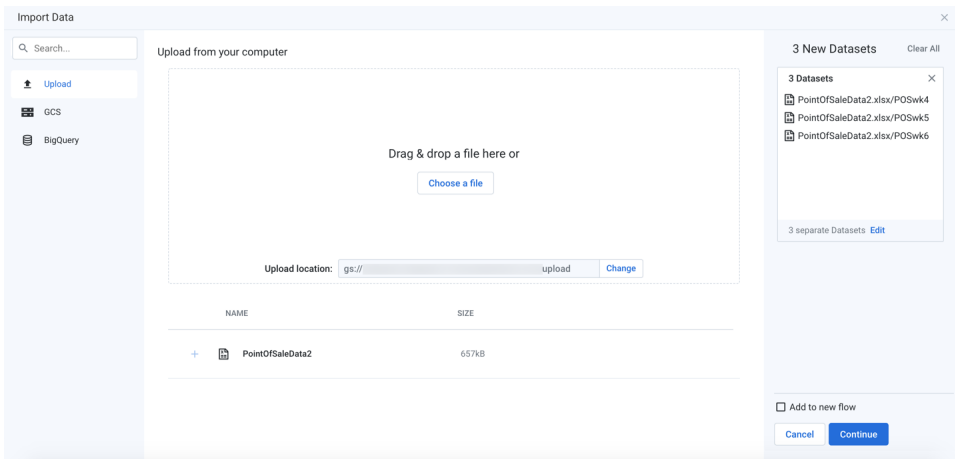 Import Data
Search...
Upload
GCS
BigQuery
Upload from your computer
Drag & drop a file here or
Choose a file
Upload location: gs:// upload Change
NAME SIZE
PointOfSaleData2 657kB
3 New Datasets Clear All
3 Datasets
PointOfSaleData2.xlsx/POSwk4
PointOfSaleData2.xlsx/POSwk5
PointOfSaleData2.xlsx/POSwk6
3 separate Datasets Edit
Add to new flow
Cancel Continue